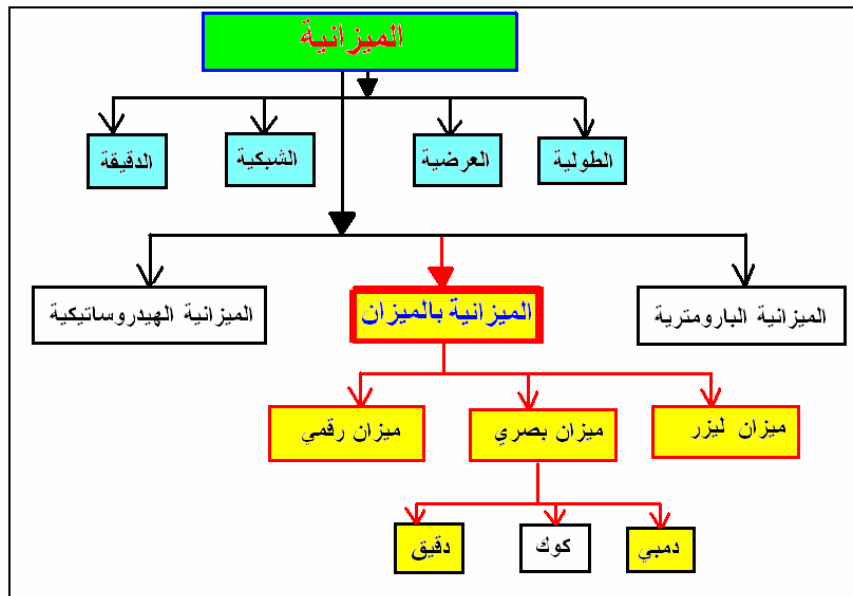 الميزانية
الطولية
العرضية
الشبكية
الدقيقة
الميزانية البارومترية
الميزانية بالميزان
الميزانية الهيدروساتيكية
ميزان ليزر
ميزان بصري
ميزان رقمي
دمبي
كوك
دقيق